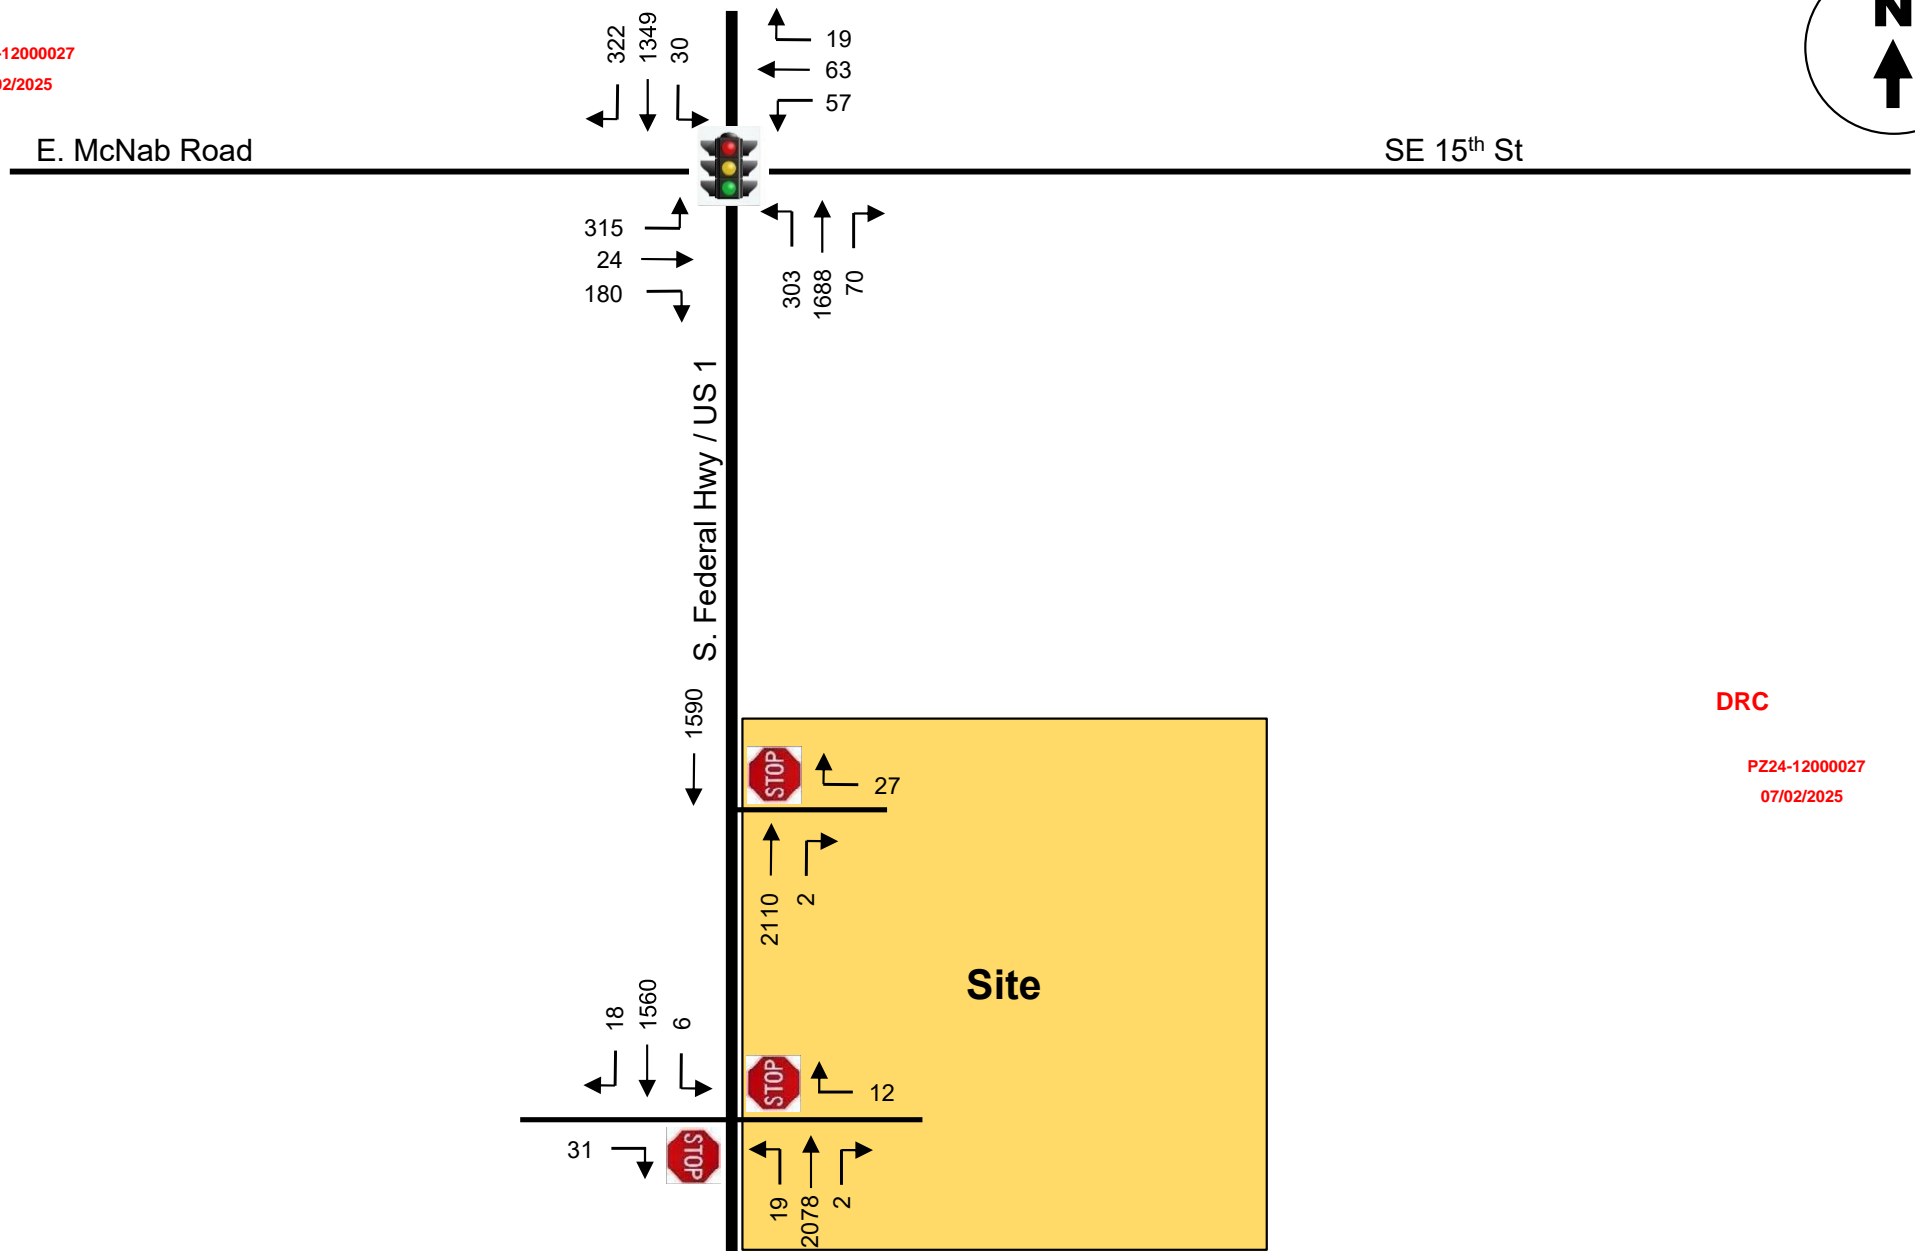 N
-12000027
02/2025
322
1349
30
19
63
57
E. McNab Road
SE 15th St
315
24
180
303
1688
70
S. Federal Hwy / US 1
1590
DRC
PZ24-12000027
07/02/2025
STOP
27
2110
2
Site
18
1560
6
STOP
12
31
STOP
19
2078
2